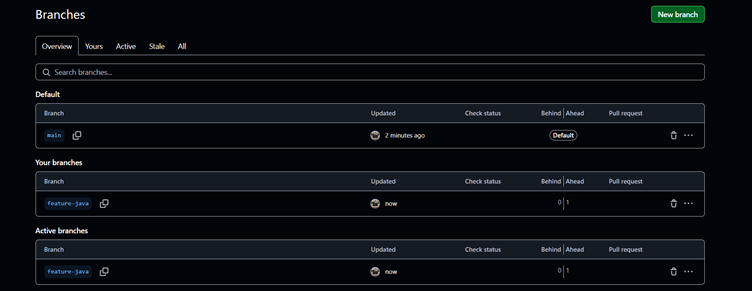 Branches
New branch
Overview Yours Active Stale All
Search branches...
Default
Branch Updated Check status Behind Ahead Pull request
main 2 minutes ago Default
Your branches
Branch Updated Check status Behind Ahead Pull request
feature-java now 0 1
Active branches
Branch Updated Check status Behind Ahead Pull request
feature-java now 0 1